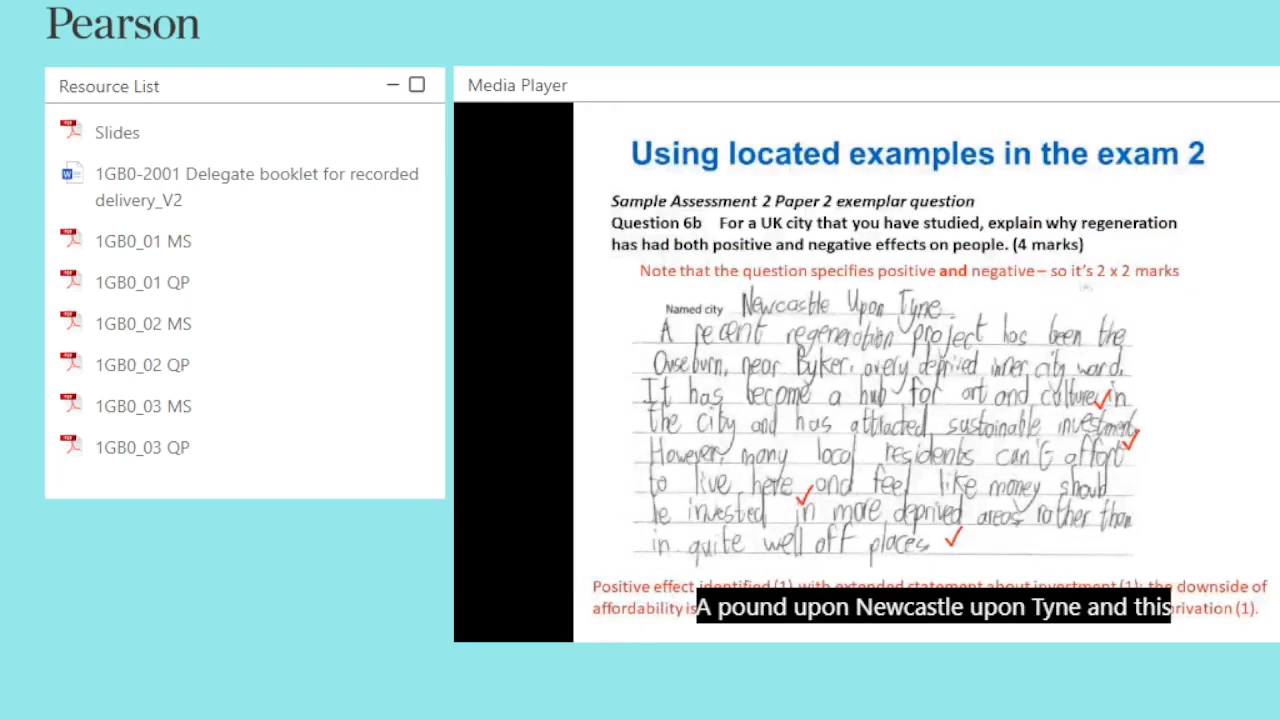 Pearson
Resource List
Slides
1GB0-2001 Delegate booklet for recorded
delivery_V2
1GB0_01 MS
1GB0_01 QP
1GB0_02 MS
1GB0_02 QP
1GB0_03 MS
1GB0_03 QP
Media Player
Using located examples in the exam 2
Sample Assessment 2 Paper 2 exemplar question
Question 6b For a UK city that you have studied, explain why regeneration
has had both positive and negative effects on people. (4 marks)
Note that the question specifies positive and negative – so it's 2 x 2 marks
Named city Newcastle Upon Tyne.
A recent regeneration project has been the
Ouseburn, near Byker, a very deprived inner city ward.
It has become a hub for art and culture in
the city and has attracted sustainable investment.
However, many local residents can't affort
to live here and feel like money should
be invested in more deprived areas rather than
in quite well off places.
Positive effect identified (1) with extended statement about investment (1); the downside of
affordability is
A pound upon Newcastle upon Tyne and this
privation (1).